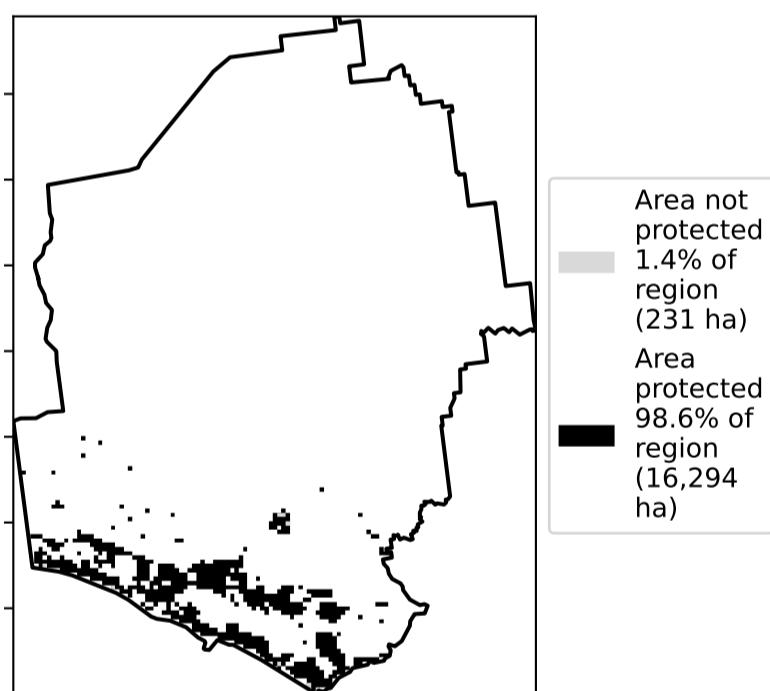 Area not
protected
1.4% of
region
(231 ha)
Area
protected
98.6% of
region
(16,294
ha)